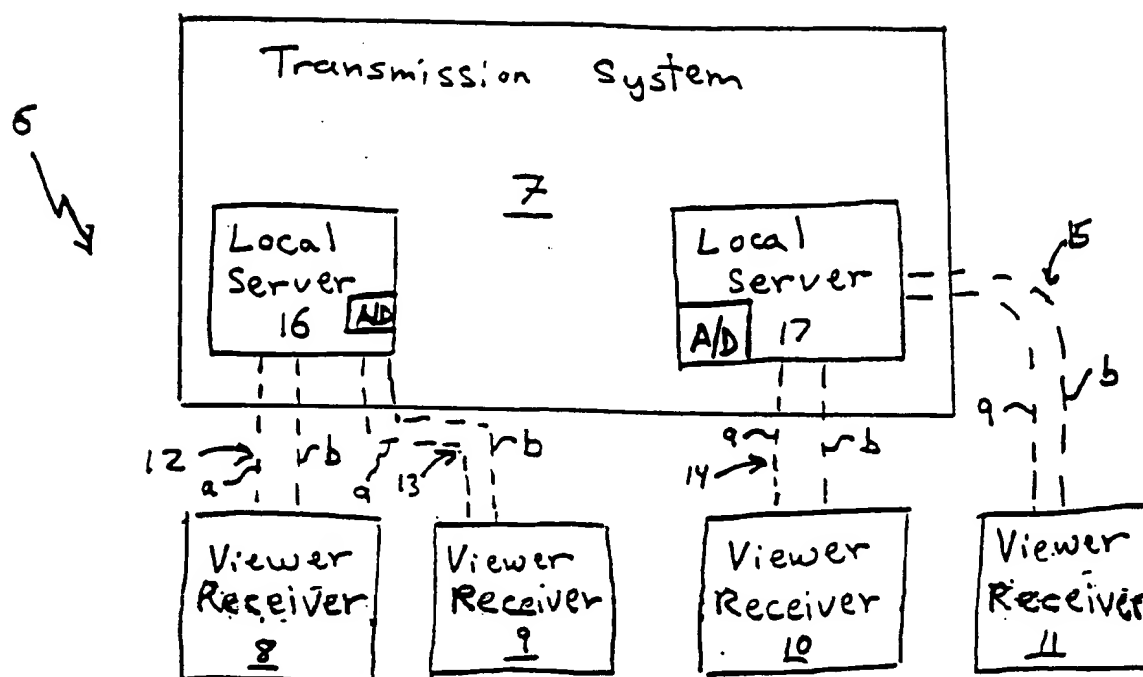 Transmission System
6
7
Local
Server
16
A/D
Local
Server
A/D
17
15
b
a
12
a
b
a
13
b
a
14
b
Viewer
Receiver
8
Viewer
Receiver
9
Viewer
Receiver
10
Viewer
Receiver
11